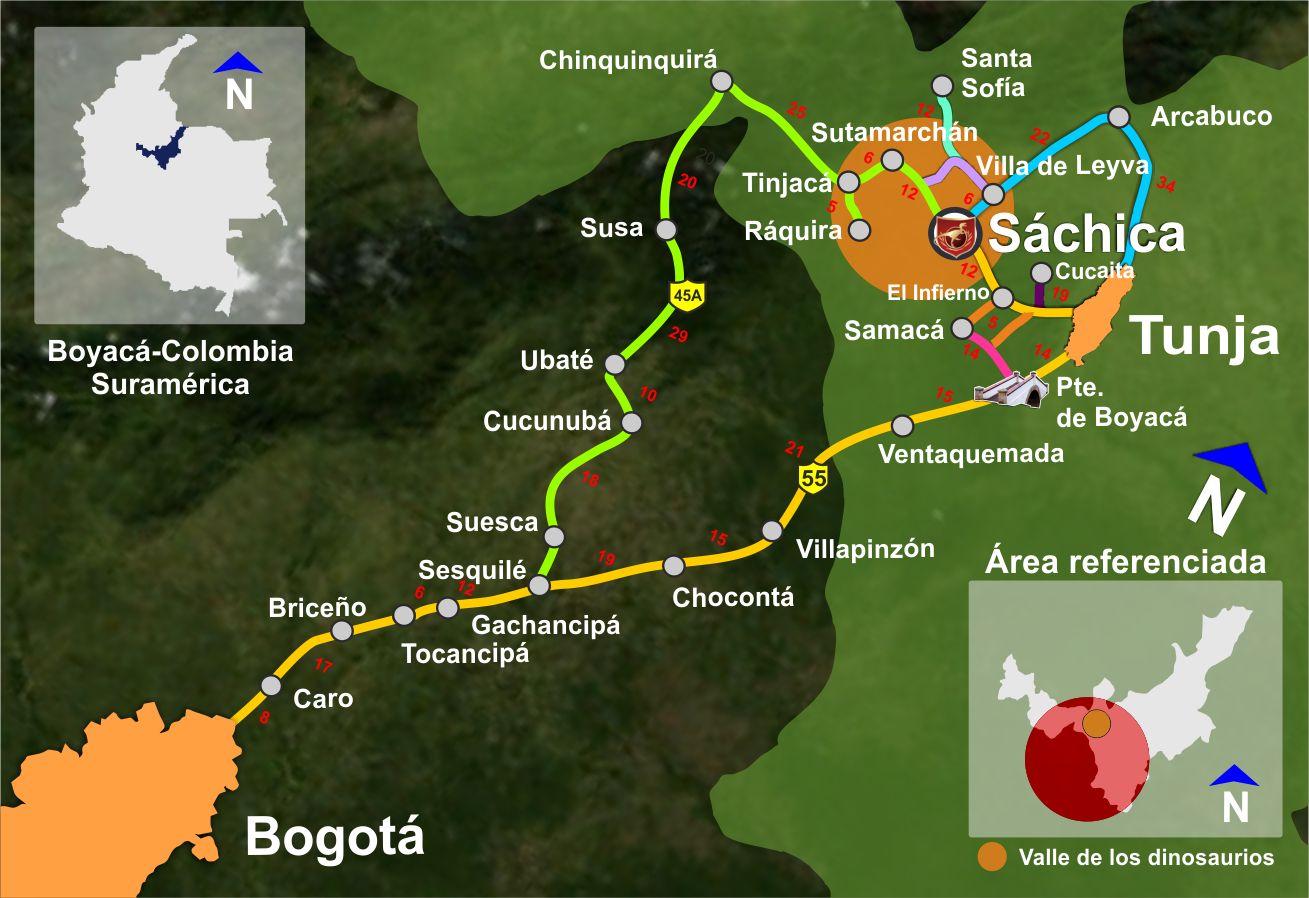 N
Boyacá-Colombia
Suramérica
Chinquinquirá
25
Santa
Sofía
12
Arcabuco
22
34
Sutamarchán
6
Villa de Leyva
6
Tinjacá
12
5
Ráquira
20
20
Susa
Sáchica
12
Cucaita
El Infierno
19
45A
Samacá
5
14
14
Tunja
29
Ubaté
10
Cucunubá
15
Pte.
de Boyacá
Ventaquemada
21
55
18
N
Suesca
19
15
Villapinzón
Área referenciada
Sesquilé
6
12
Chocontá
Briceño
Gachancipá
Tocancipá
17
Caro
8
N
Bogotá
Valle de los dinosaurios